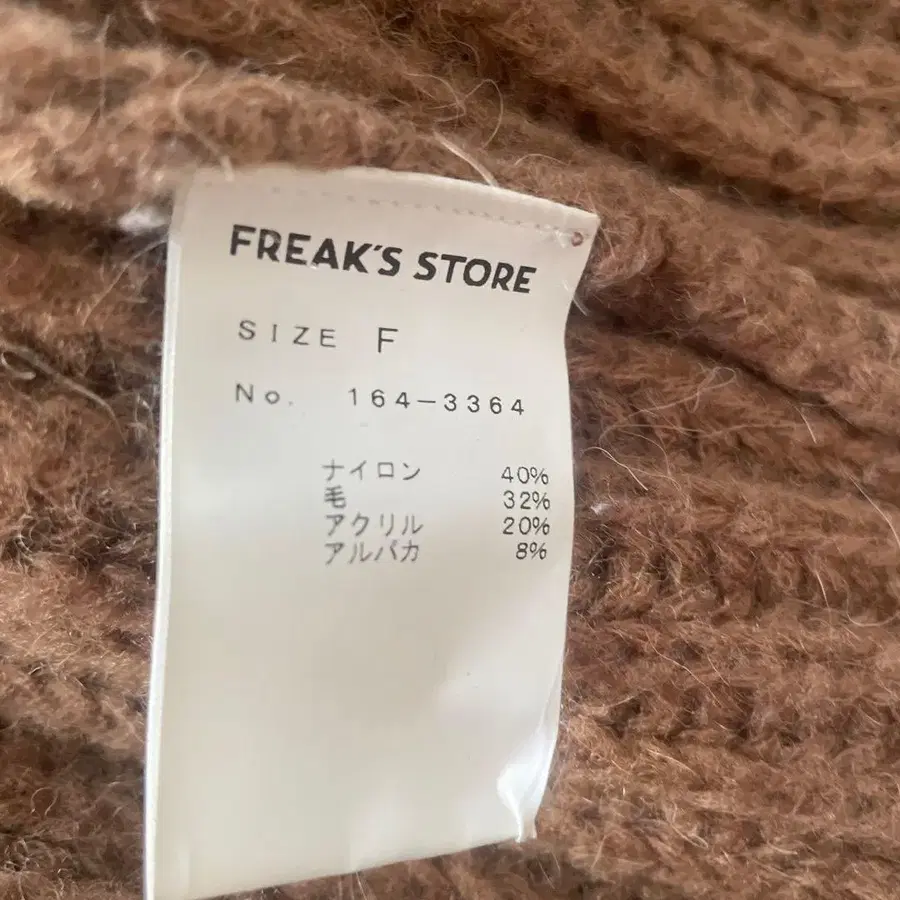 FREAK'S STORE
SIZE F
No. 164-3364
ナイロン 40%
毛 32%
アクリル 20%
アルパカ 8%